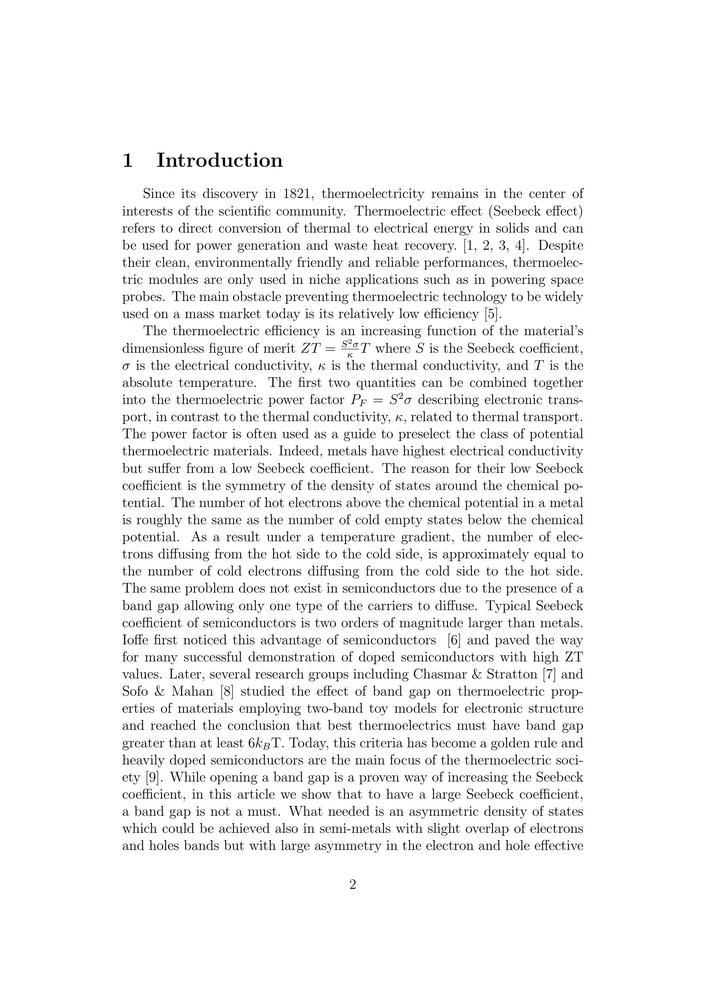 1 Introduction
Since its discovery in 1821, thermoelectricity remains in the center of
interests of the scientific community. Thermoelectric effect (Seebeck effect)
refers to direct conversion of thermal to electrical energy in solids and can
be used for power generation and waste heat recovery. [1, 2, 3, 4]. Despite
their clean, environmentally friendly and reliable performances, thermoelec-
tric modules are only used in niche applications such as in powering space
probes. The main obstacle preventing thermoelectric technology to be widely
used on a mass market today is its relatively low efficiency [5].
The thermoelectric efficiency is an increasing function of the material's
dimensionless figure of merit $ZT = \frac{S^2\sigma}{\kappa}T$ where $S$ is the Seebeck coefficient,
σ is the electrical conductivity, κ is the thermal conductivity, and $T$ is the
absolute temperature. The first two quantities can be combined together
into the thermoelectric power factor $P_F = S^2\sigma$ describing electronic trans-
port, in contrast to the thermal conductivity, κ, related to thermal transport.
The power factor is often used as a guide to preselect the class of potential
thermoelectric materials. Indeed, metals have highest electrical conductivity
but suffer from a low Seebeck coefficient. The reason for their low Seebeck
coefficient is the symmetry of the density of states around the chemical po-
tential. The number of hot electrons above the chemical potential in a metal
is roughly the same as the number of cold empty states below the chemical
potential. As a result under a temperature gradient, the number of elec-
trons diffusing from the hot side to the cold side, is approximately equal to
the number of cold electrons diffusing from the cold side to the hot side.
The same problem does not exist in semiconductors due to the presence of a
band gap allowing only one type of the carriers to diffuse. Typical Seebeck
coefficient of semiconductors is two orders of magnitude larger than metals.
Ioffe first noticed this advantage of semiconductors [6] and paved the way
for many successful demonstration of doped semiconductors with high ZT
values. Later, several research groups including Chasmar & Stratton [7] and
Sofo & Mahan [8] studied the effect of band gap on thermoelectric prop-
erties of materials employing two-band toy models for electronic structure
and reached the conclusion that best thermoelectrics must have band gap
greater than at least $6k_B$T. Today, this criteria has become a golden rule and
heavily doped semiconductors are the main focus of the thermoelectric soci-
ety [9]. While opening a band gap is a proven way of increasing the Seebeck
coefficient, in this article we show that to have a large Seebeck coefficient,
a band gap is not a must. What needed is an asymmetric density of states
which could be achieved also in semi-metals with slight overlap of electrons
and holes bands but with large asymmetry in the electron and hole effective
2